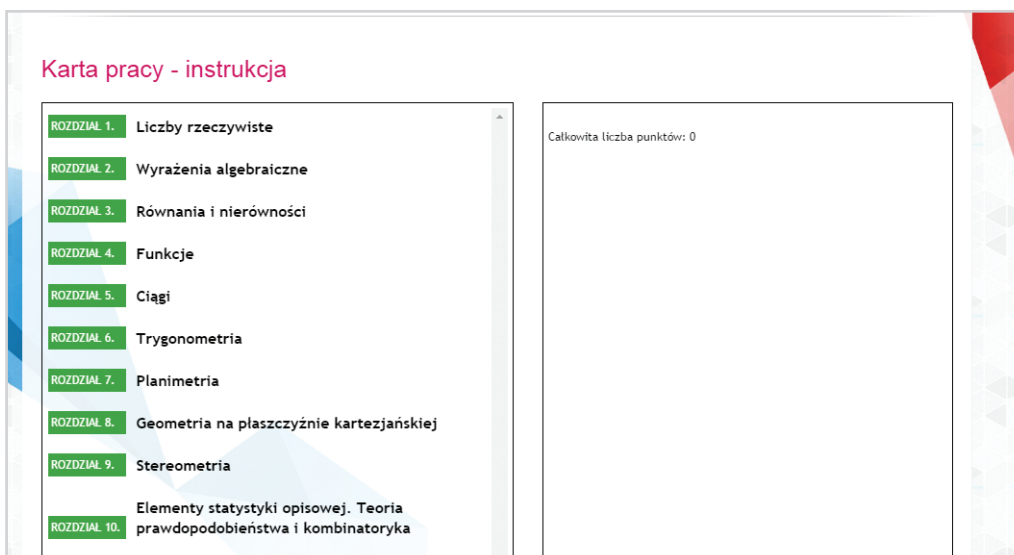 Karta pracy - instrukcja
ROZDZIAŁ 1. Liczby rzeczywiste
Całkowita liczba punktów: 0
ROZDZIAŁ 2. Wyrażenia algebraiczne
ROZDZIAŁ 3. Równania i nierówności
ROZDZIAŁ 4. Funkcje
ROZDZIAŁ 5. Ciągi
ROZDZIAŁ 6. Trygonometria
ROZDZIAŁ 7. Planimetria
ROZDZIAŁ 8. Geometria na płaszczyźnie kartezjańskiej
ROZDZIAŁ 9. Stereometria
Elementy statystyki opisowej. Teoria
ROZDZIAŁ 10. prawdopodobieństwa i kombinatoryka